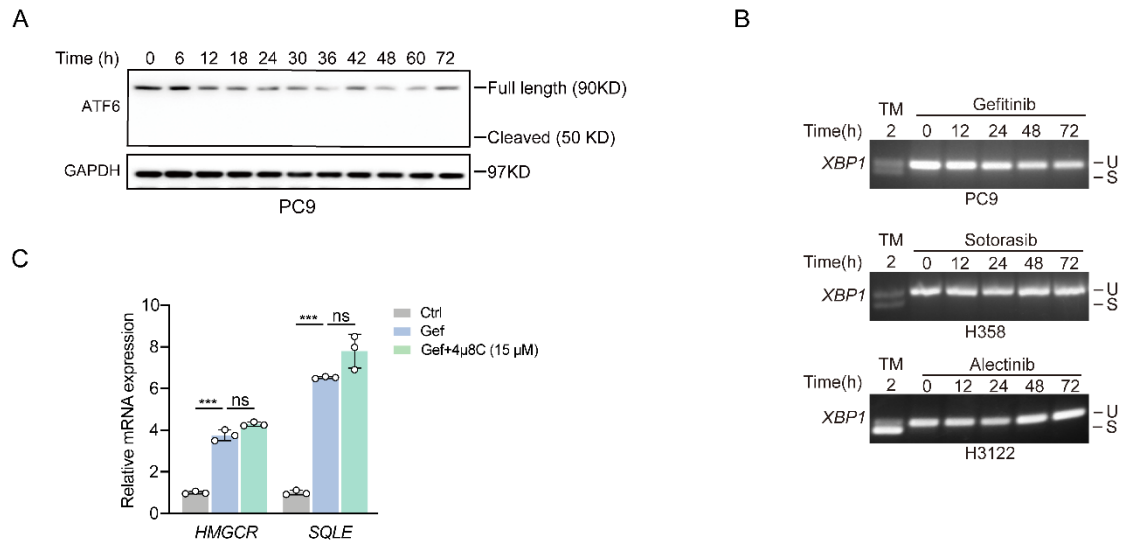 A
Time (h) 0 6 12 18 24 30 36 42 48 60 72
ATF6
Full length (90KD)
Cleaved (50 KD)
GAPDH
97KD
PC9
B
TM Gefitinib
Time(h) 2 0 12 24 48 72
XBP1
U
S
PC9
TM Sotorasib
Time(h) 2 0 12 24 48 72
XBP1
U
S
H358
TM Alectinib
Time(h) 2 0 12 24 48 72
XBP1
U
S
H3122
C
Relative mRNA expression
10
8
6
4
2
0
Ctrl
Gef
Gef+4μ8C (15 μM)
*** ns
*** ns
HMGCR SQLE